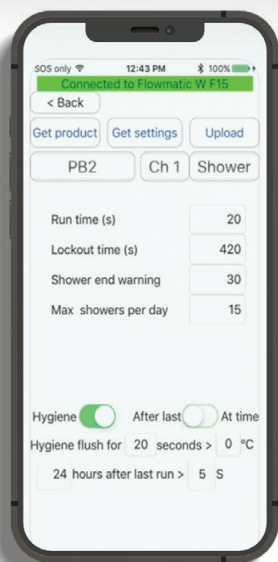 SOS only 12:43 PM 100%
Connected to Flowmatic W F15
< Back
Get product Get settings Upload
PB2 Ch 1 Shower
Run time (s) 20
Lockout time (s) 420
Shower end warning 30
Max showers per day 15
Hygiene After last At time
Hygiene flush for 20 seconds > 0 °C
24 hours after last run > 5 S